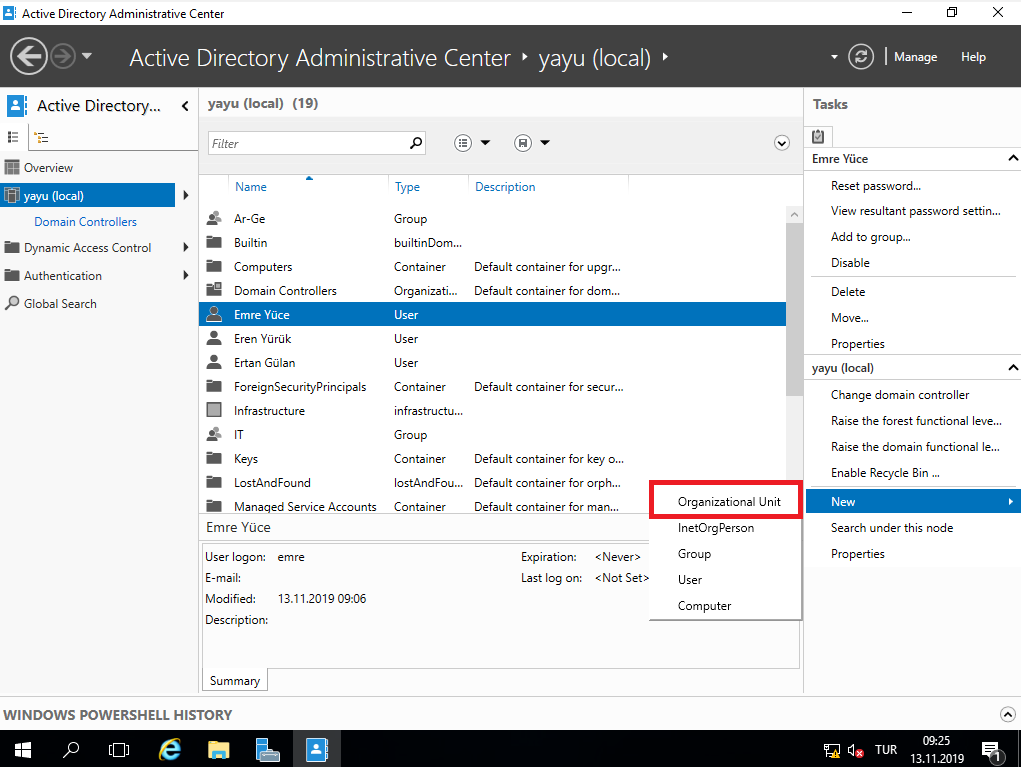 Active Directory Administrative Center
Active Directory Administrative Center yayu (local)
Manage
Help
Active Directory...
Overview
yayu (local)
Domain Controllers
Dynamic Access Control
Authentication
Global Search
yayu (local) (19)
Filter
Name Type Description
Ar-Ge Group
Builtin builtinDom...
Computers Container Default container for upgr...
Domain Controllers Organizati... Default container for dom...
Emre Yüce User
Eren Yürük User
Ertan Gülan User
ForeignSecurityPrincipals Container Default container for secur...
Infrastructure infrastructu...
IT Group
Keys Container Default container for key o...
LostAndFound lostAndFou... Default container for orph...
Managed Service Accounts Container Default container for man...
Emre Yüce
User logon: emre
E-mail:
Modified: 13.11.2019 09:06
Description:
Expiration: <Never>
Last log on: <Not Set>
Summary
Organizational Unit
InetOrgPerson
Group
User
Computer
Tasks
Emre Yüce
Reset password...
View resultant password settin...
Add to group...
Disable
Delete
Move...
Properties
yayu (local)
Change domain controller
Raise the forest functional leve...
Raise the domain functional le...
Enable Recycle Bin ...
New
Search under this node
Properties
WINDOWS POWERSHELL HISTORY
TUR
09:25
13.11.2019
1